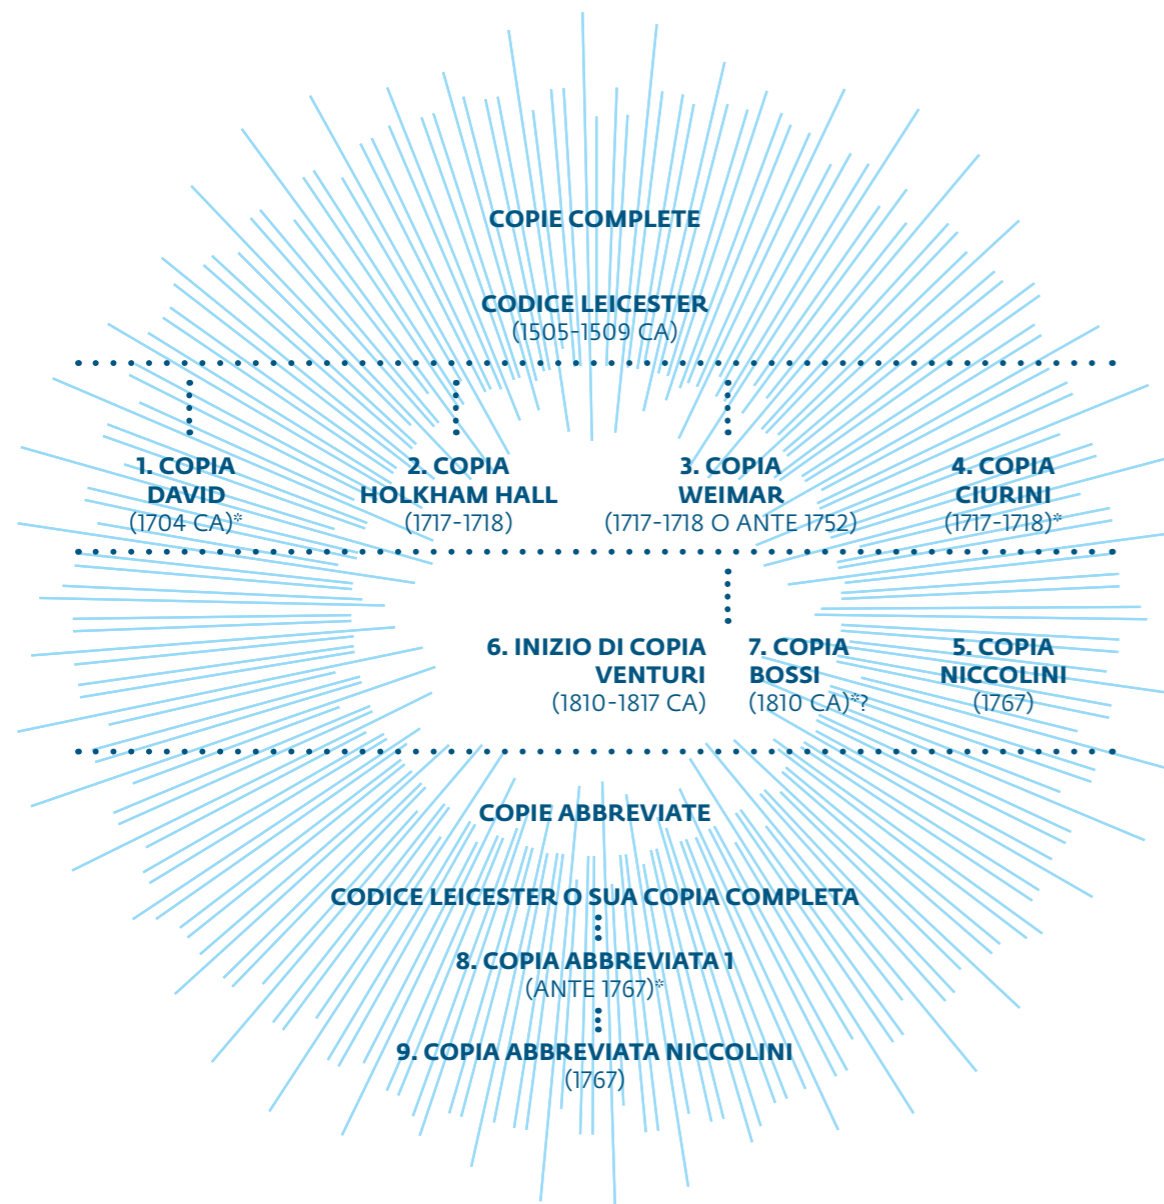 COPIE COMPLETE
CODICE LEICESTER
(1505-1509 CA)
1. COPIA
DAVID
(1704 CA)*
2. COPIA
HOLKHAM HALL
(1717-1718)
3. COPIA
WEIMAR
(1717-1718 O ANTE 1752)
4. COPIA
CIURINI
(1717-1718)*
6. INIZIO DI COPIA
VENTURI
(1810-1817 CA)
7. COPIA
BOSSI
(1810 CA)*?
5. COPIA
NICCOLINI
(1767)
COPIE ABBREVIATE
CODICE LEICESTER O SUA COPIA COMPLETA
8. COPIA ABBREVIATA 1
(ANTE 1767)*
9. COPIA ABBREVIATA NICCOLINI
(1767)